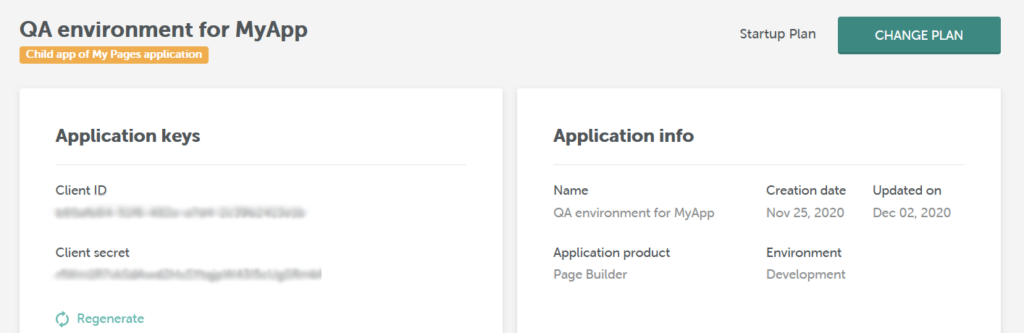 QA environment for MyApp
Child app of My Pages application
Startup Plan
CHANGE PLAN
Application keys
Client ID
Client secret
Regenerate
Application info
Name
Creation date
Updated on
QA environment for MyApp
Nov 25, 2020
Dec 02, 2020
Application product
Environment
Page Builder
Development